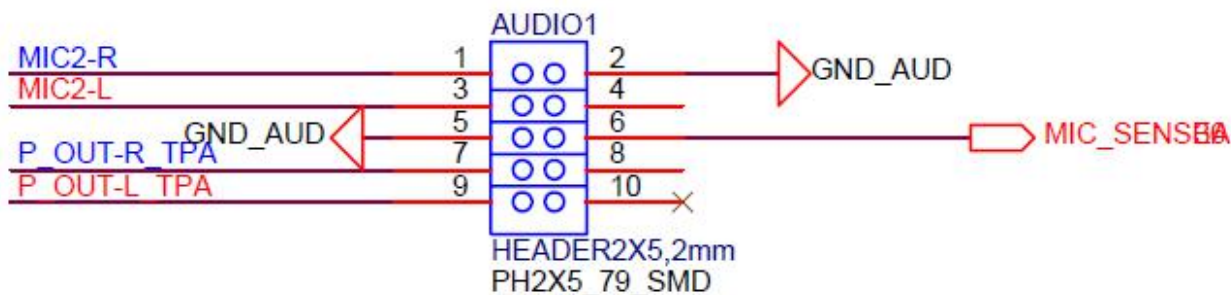 AUDIO1
MIC2-R 1 2 GND_AUD
MIC2-L 3 4
GND_AUD 5 6
P_OUT-R_TPA 7 8
P_OUT-L_TPA 9 10
HEADER2X5,2mm
PH2X5_79_SMD